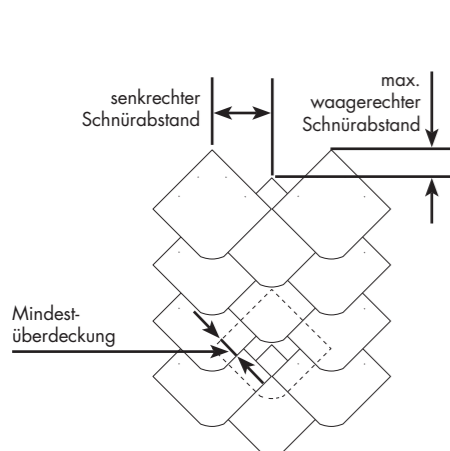 senkrechter
Schnürabstand
max.
waagerechter
Schnürabstand
Mindest-
überdeckung